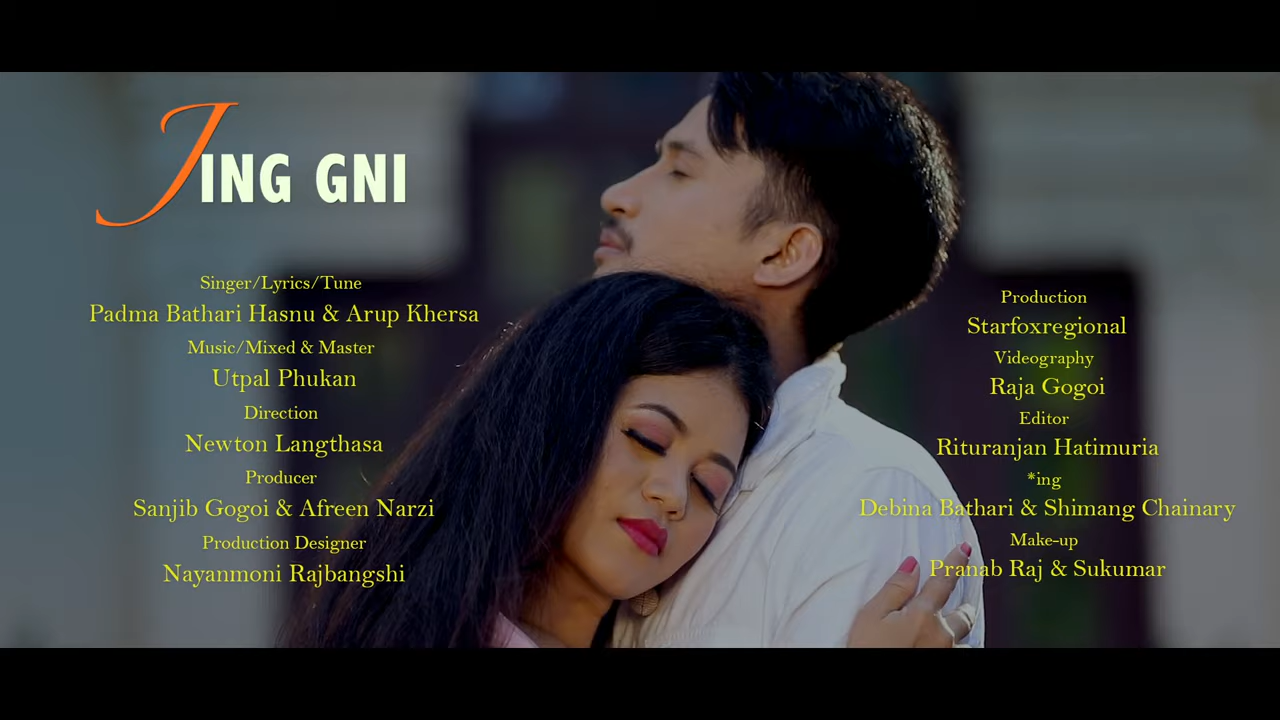 JING GNI
Singer/Lyrics/Tune
Padma Bathari Hasnu & Arup Khersa
Music/Mixed & Master
Utpal Phukan
Direction
Newton Langthasa
Producer
Sanjib Gogoi & Afreen Narzi
Production Designer
Nayanmoni Rajbangshi
Production
Starfoxregional
Videography
Raja Gogoi
Editor
Rituranjan Hatimuria
*ing
Debina Bathari & Shimang Chainary
Make-up
Pranab Raj & Sukumar